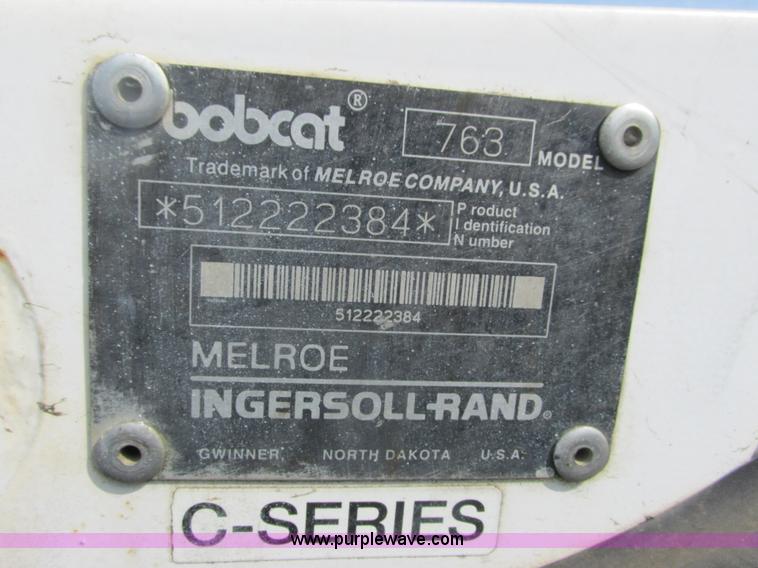 bobcat®
763 MODEL
Trademark of MELROE COMPANY, U.S.A.
*512222384*
Product
Identification
Number
512222384
MELROE
INGERSOLL-RAND®
GWINNER, NORTH DAKOTA U.S.A.
C-SERIES
www.purplewave.com